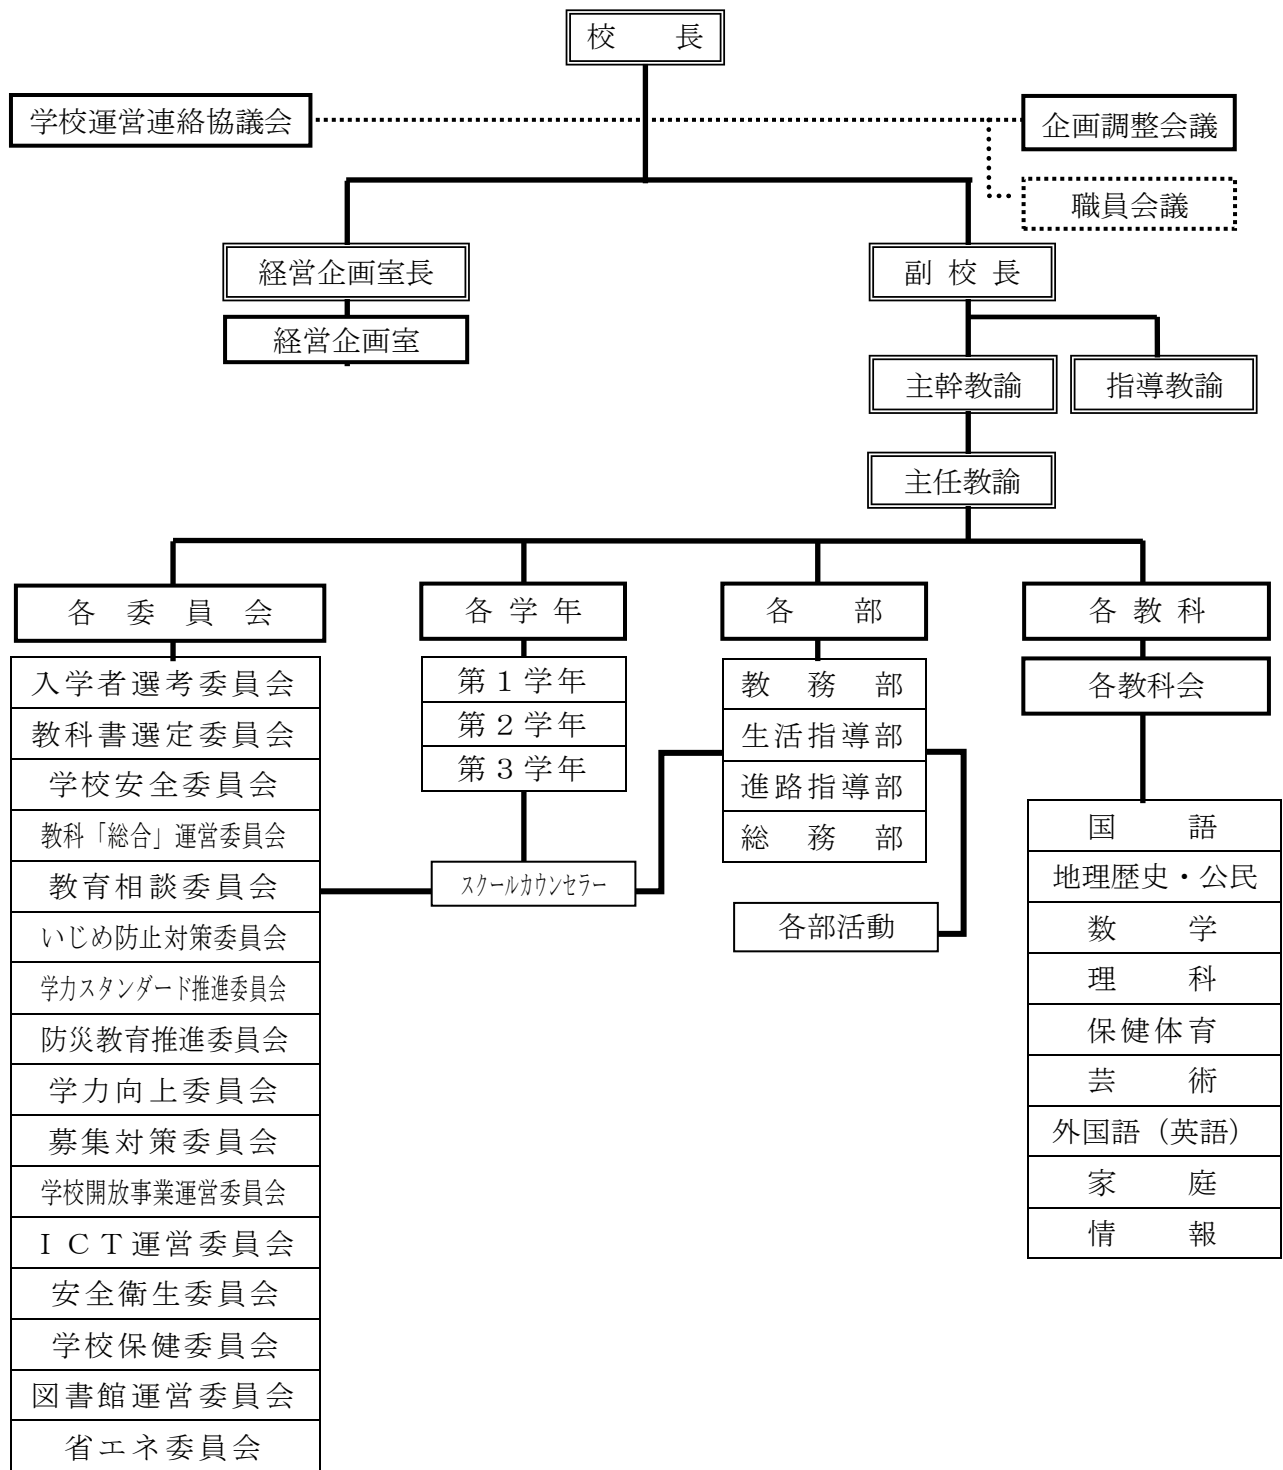 校　　長
学校運営連絡協議会
企画調整会議
職員会議
経営企画室長
副 校 長
経営企画室
主幹教諭
指導教諭
主任教諭
各　委　員　会
各 学 年
各　　部
各 教 科
入学者選考委員会
教科書選定委員会
学校安全委員会
教科「総合」運営委員会
教育相談委員会
いじめ防止対策委員会
学力スタンダード推進委員会
防災教育推進委員会
学力向上委員会
募集対策委員会
学校開放事業運営委員会
ＩＣＴ運営委員会
安全衛生委員会
学校保健委員会
図書館運営委員会
省エネ委員会
第１学年
第２学年
第３学年
スクールカウンセラー
教　務　部
生活指導部
進路指導部
総　務　部
各部活動
各教科会
国　　語
地理歴史・公民
数　　学
理　　科
保健体育
芸　　術
外国語（英語）
家　　庭
情　　報